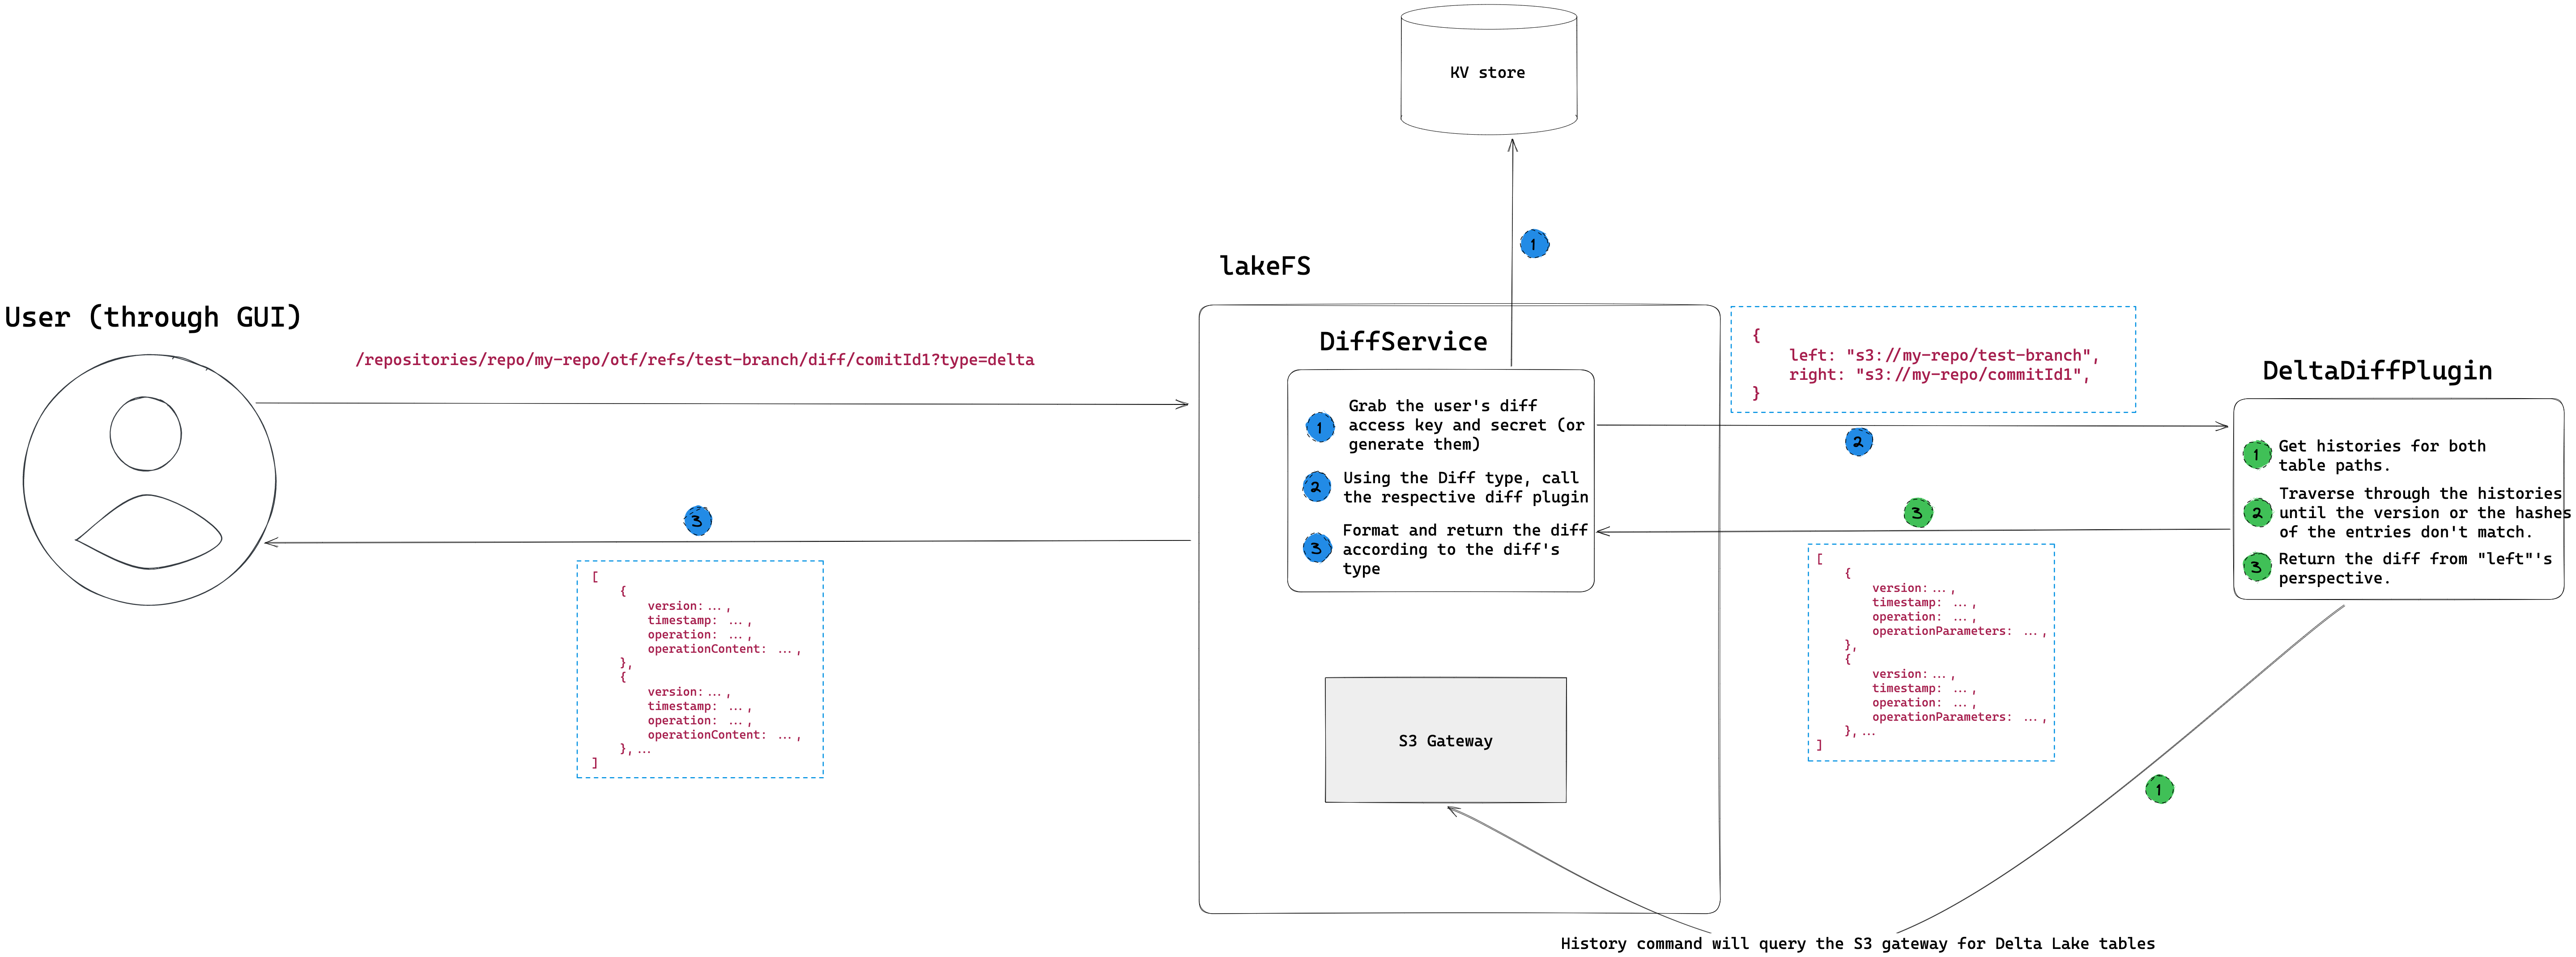 KV store
1
lakeFS
User (through GUI)
/repositories/repo/my-repo/otf/refs/test-branch/diff/comitId1?type=delta
DiffService
1
Grab the user's diff
access key and secret (or
generate them)
2
Using the Diff type, call
the respective diff plugin
3
Format and return the diff
according to the diff's
type
{
left: "s3://my-repo/test-branch",
right: "s3://my-repo/commitId1",
}
2
DeltaDiffPlugin
1
Get histories for both
table paths.
2
Traverse through the histories
until the version or the hashes
of the entries don't match.
3
Return the diff from "left"'s
perspective.
3
[
{
version: ...,
timestamp: ...,
operation: ...,
operationParameters: ...,
},
{
version: ...,
timestamp: ...,
operation: ...,
operationParameters: ...,
}, ...
]
3
[
{
version: ...,
timestamp: ...,
operation: ...,
operationContent: ...,
},
{
version: ...,
timestamp: ...,
operation: ...,
operationContent: ...,
}, ...
]
S3 Gateway
1
History command will query the S3 gateway for Delta Lake tables